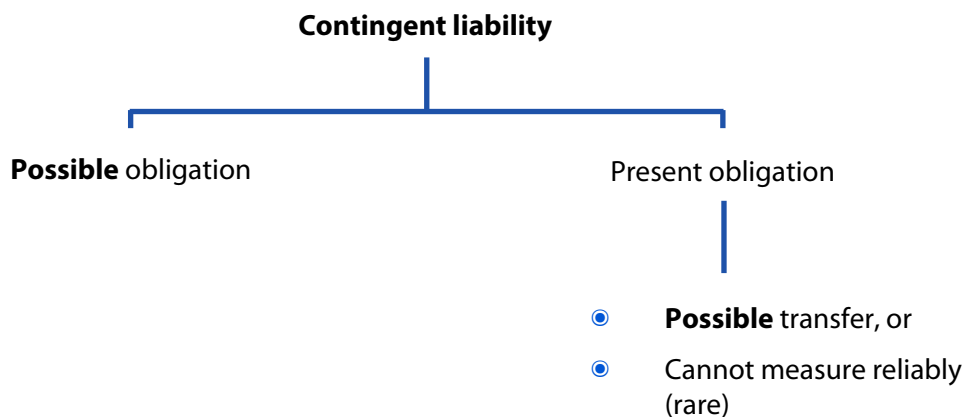 Contingent liability
Possible obligation
Present obligation
Possible transfer, or
Cannot measure reliably
(rare)